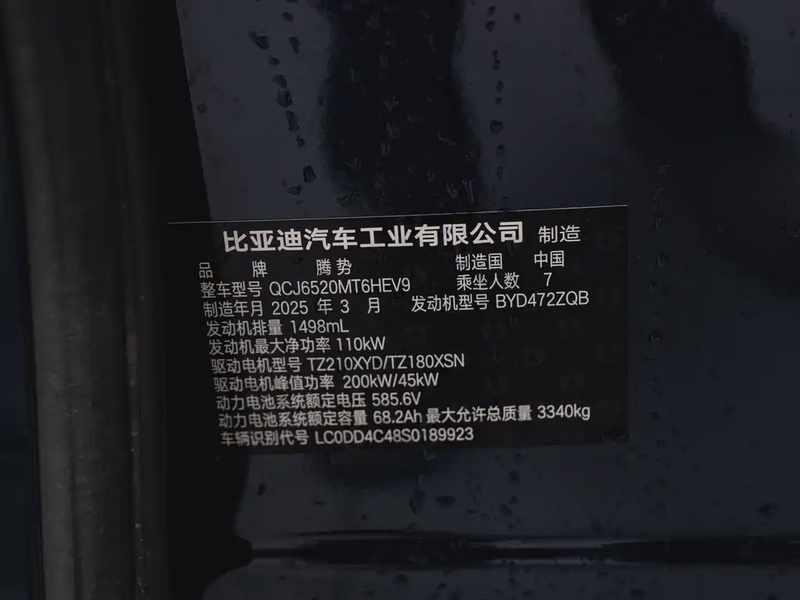 比亚迪汽车工业有限公司 制造
品 牌 腾势 制造国 中国
整车型号 QCJ6520MT6HEV9 乘坐人数 7
制造年月 2025 年 3 月 发动机型号 BYD472ZQB
发动机排量 1498mL
发动机最大净功率 110kW
驱动电机型号 TZ210XYD/TZ180XSN
驱动电机峰值功率 200kW/45kW
动力电池系统额定电压 585.6V
动力电池系统额定容量 68.2Ah 最大允许总质量 3340kg
车辆识别代号 LC0DD4C48S0189923